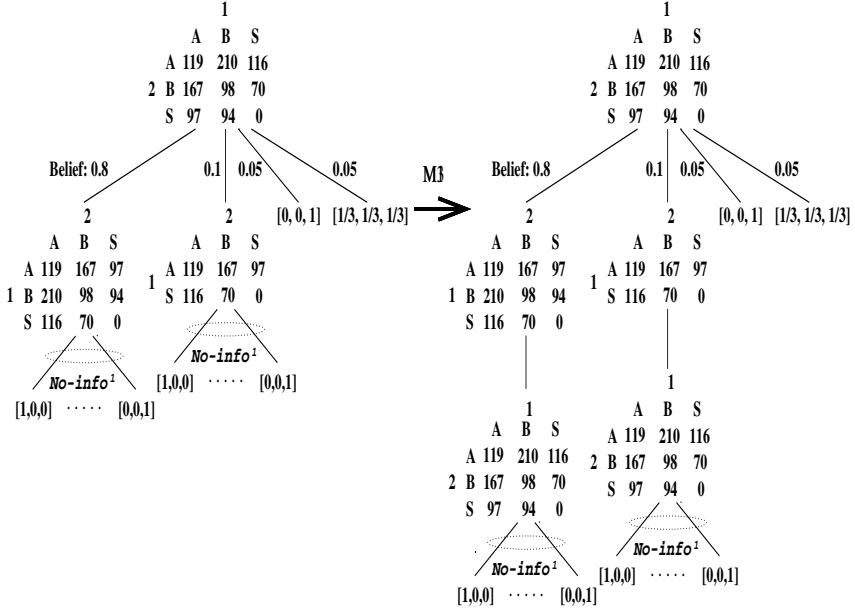 1
A B S
A 119 210 116
2 B 167 98 70
S 97 94 0
Belief: 0.8 0.1 0.05 0.05
[0, 0, 1] [1/3, 1/3, 1/3]
2
A B S
A 119 167 97
1 B 210 98 94
S 116 70 0
No-info¹
[1,0,0] ..... [0,0,1]
2
A B S
1 A 119 167 97
S 116 70 0
No-info¹
[1,0,0] ..... [0,0,1]
M3
1
A B S
A 119 210 116
2 B 167 98 70
S 97 94 0
Belief: 0.8 0.1 0.05 0.05
[0, 0, 1] [1/3, 1/3, 1/3]
2
A B S
A 119 167 97
1 B 210 98 94
S 116 70 0
2
A B S
1 A 119 167 97
S 116 70 0
1
A B S
A 119 210 116
2 B 167 98 70
S 97 94 0
No-info¹
[1,0,0] ..... [0,0,1]
1
A B S
A 119 210 116
2 B 167 98 70
S 97 94 0
No-info¹
[1,0,0] ..... [0,0,1]